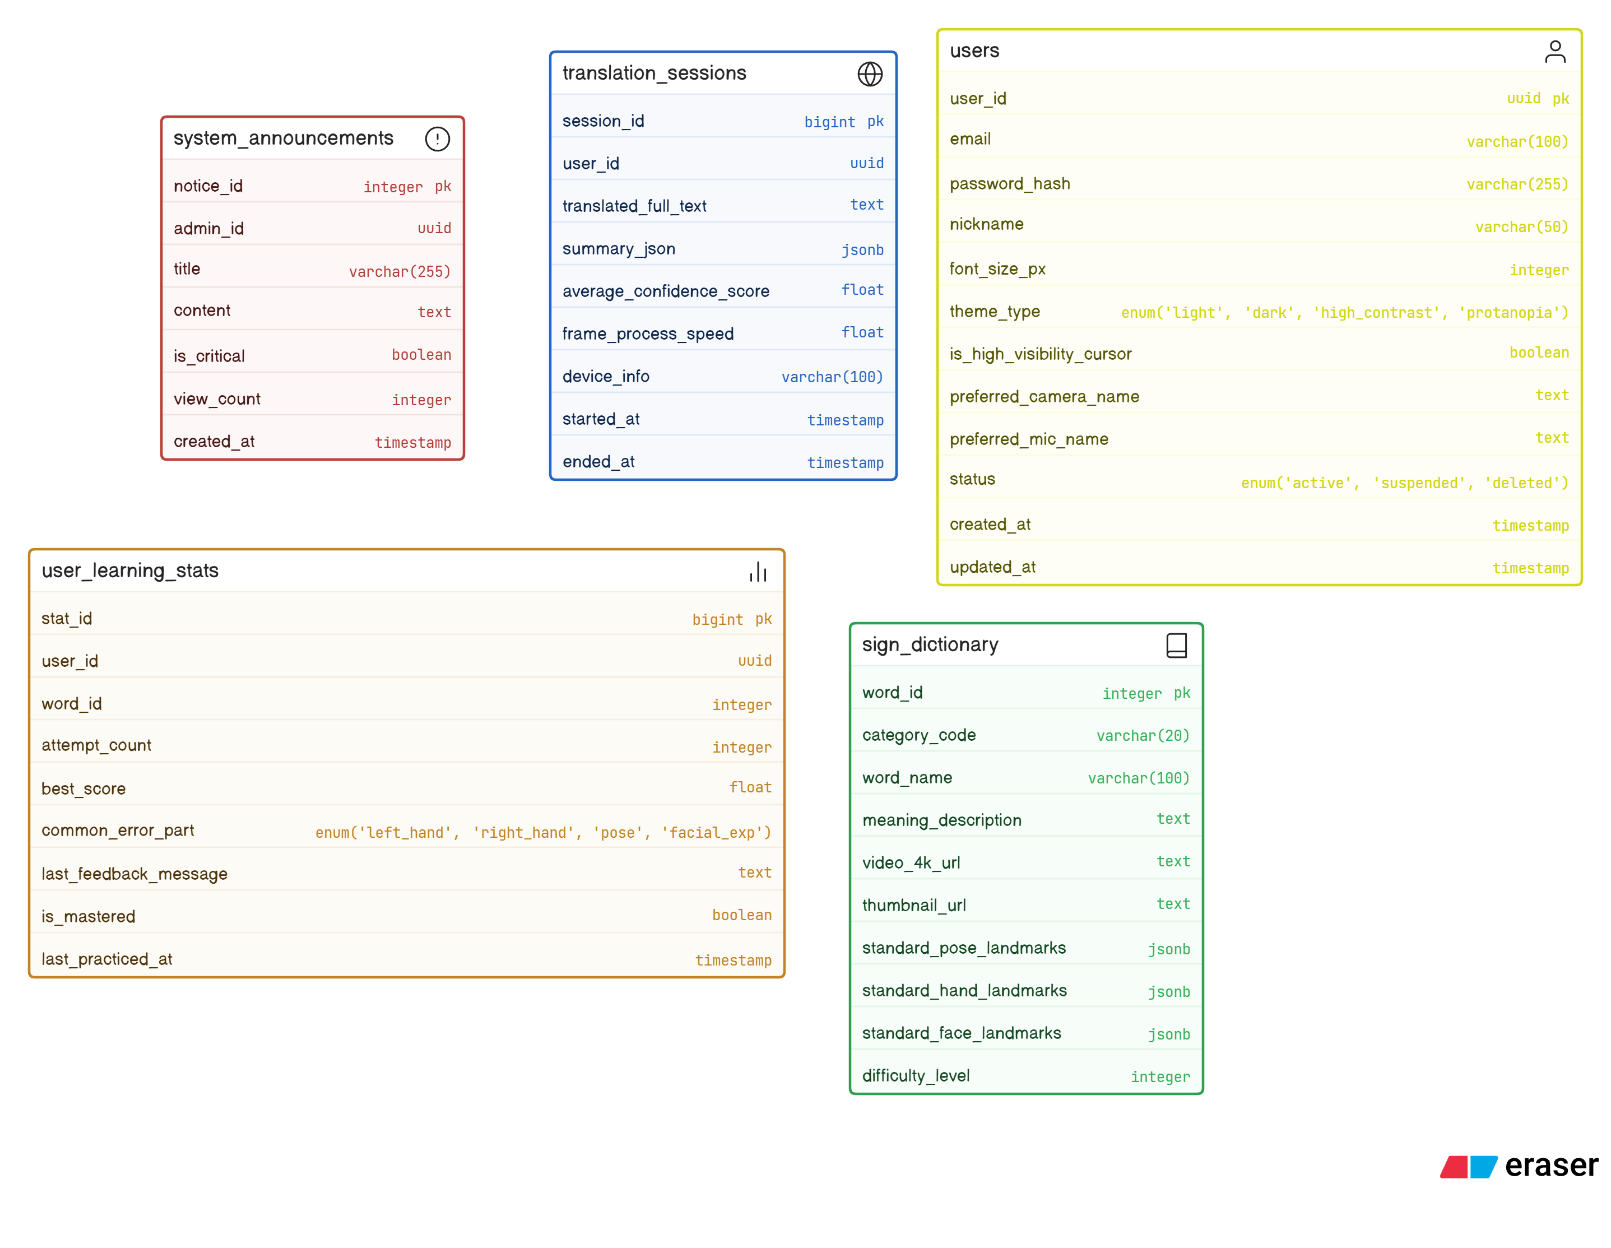 system_announcements
notice_id integer pk
admin_id uuid
title varchar(255)
content text
is_critical boolean
view_count integer
created_at timestamp
translation_sessions
session_id bigint pk
user_id uuid
translated_full_text text
summary_json jsonb
average_confidence_score float
frame_process_speed float
device_info varchar(100)
started_at timestamp
ended_at timestamp
users
user_id uuid pk
email varchar(100)
password_hash varchar(255)
nickname varchar(50)
font_size_px integer
theme_type enum('light', 'dark', 'high_contrast', 'protanopia')
is_high_visibility_cursor boolean
preferred_camera_name text
preferred_mic_name text
status enum('active', 'suspended', 'deleted')
created_at timestamp
updated_at timestamp
user_learning_stats
stat_id bigint pk
user_id uuid
word_id integer
attempt_count integer
best_score float
common_error_part enum('left_hand', 'right_hand', 'pose', 'facial_exp')
last_feedback_message text
is_mastered boolean
last_practiced_at timestamp
sign_dictionary
word_id integer pk
category_code varchar(20)
word_name varchar(100)
meaning_description text
video_4k_url text
thumbnail_url text
standard_pose_landmarks jsonb
standard_hand_landmarks jsonb
standard_face_landmarks jsonb
difficulty_level integer
eraser